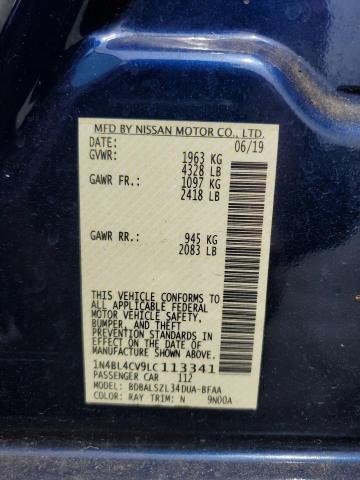 MFD BY NISSAN MOTOR CO., LTD.
DATE: 06/19
GVWR: 1963 KG
4328 LB
GAWR FR: 1097 KG
2418 LB
GAWR RR: 945 KG
2083 LB
THIS VEHICLE CONFORMS TO
ALL APPLICABLE FEDERAL
MOTOR VEHICLE SAFETY,
BUMPER, AND THEFT
PREVENTION STANDARDS IN
EFFECT ON THE DATE OF
MANUFACTURE SHOWN ABOVE.
1N4BL4CV9LC113341
PASSENGER CAR 112
MODEL: BDBALSZL34DUA-BFAA
COLOR: RAY TRIM: N 9N00A